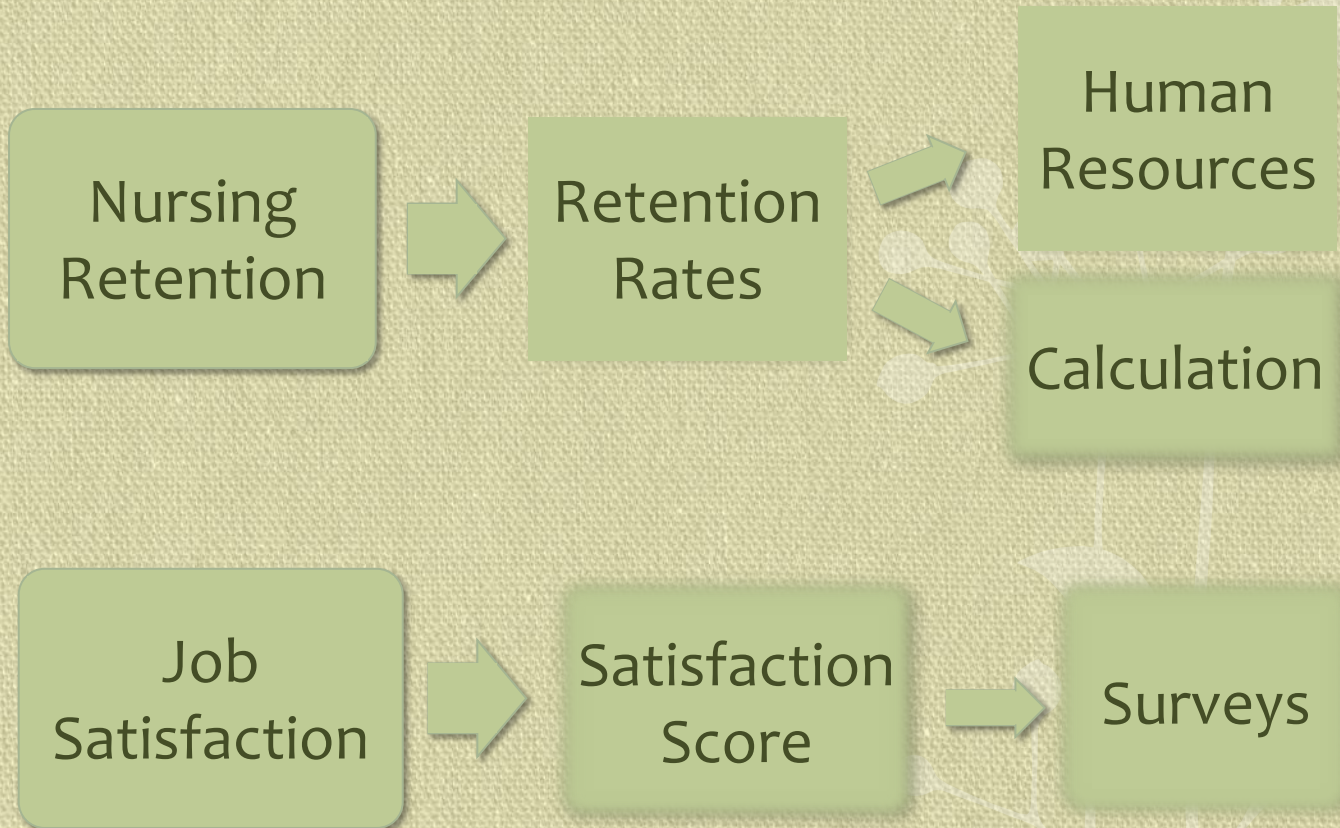 Nursing
Retention
Retention
Rates
Human
Resources
Calculation
Job
Satisfaction
Satisfaction
Score
Surveys